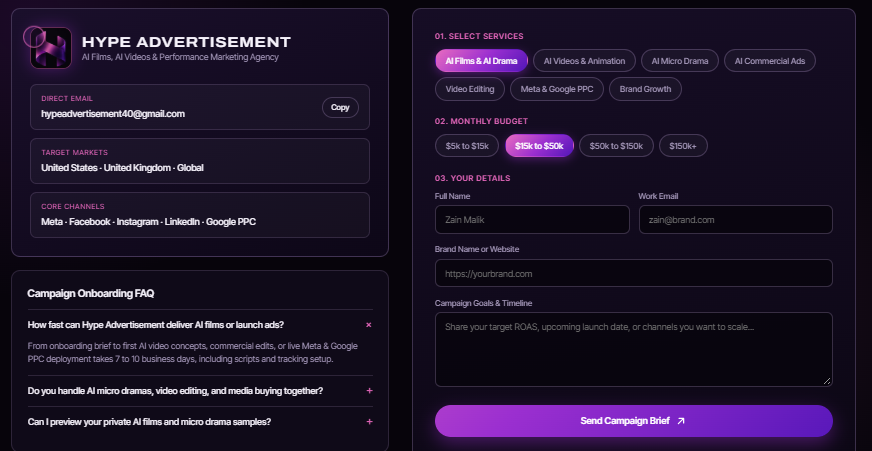 HYPE ADVERTISEMENT
AI Films, AI Videos & Performance Marketing Agency
DIRECT EMAIL
hypeadvertisement40@gmail.com
Copy
TARGET MARKETS
United States · United Kingdom · Global
CORE CHANNELS
Meta · Facebook · Instagram · LinkedIn · Google PPC
Campaign Onboarding FAQ
How fast can Hype Advertisement deliver AI films or launch ads? ×
From onboarding brief to first AI video concepts, commercial edits, or live Meta & Google
PPC deployment takes 7 to 10 business days, including scripts and tracking setup.
Do you handle AI micro dramas, video editing, and media buying together? +
Can I preview your private AI films and micro drama samples? +
01. SELECT SERVICES
AI Films & AI Drama
AI Videos & Animation
AI Micro Drama
AI Commercial Ads
Video Editing
Meta & Google PPC
Brand Growth
02. MONTHLY BUDGET
$5k to $15k
$15k to $50k
$50k to $150k
$150k+
03. YOUR DETAILS
Full Name
Work Email
Zain Malik
zain@brand.com
Brand Name or Website
https://yourbrand.com
Campaign Goals & Timeline
Share your target ROAS, upcoming launch date, or channels you want to scale...
Send Campaign Brief ↗